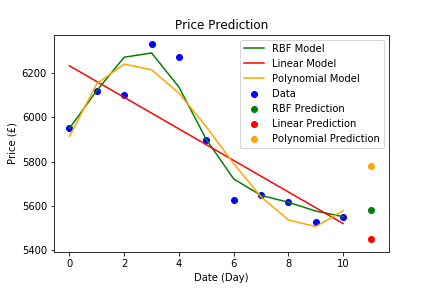 Price Prediction
RBF Model
Linear Model
Polynomial Model
Data
RBF Prediction
Linear Prediction
Polynomial Prediction
Price (£)
6200
6000
5800
5600
5400
0 2 4 6 8 10
Date (Day)